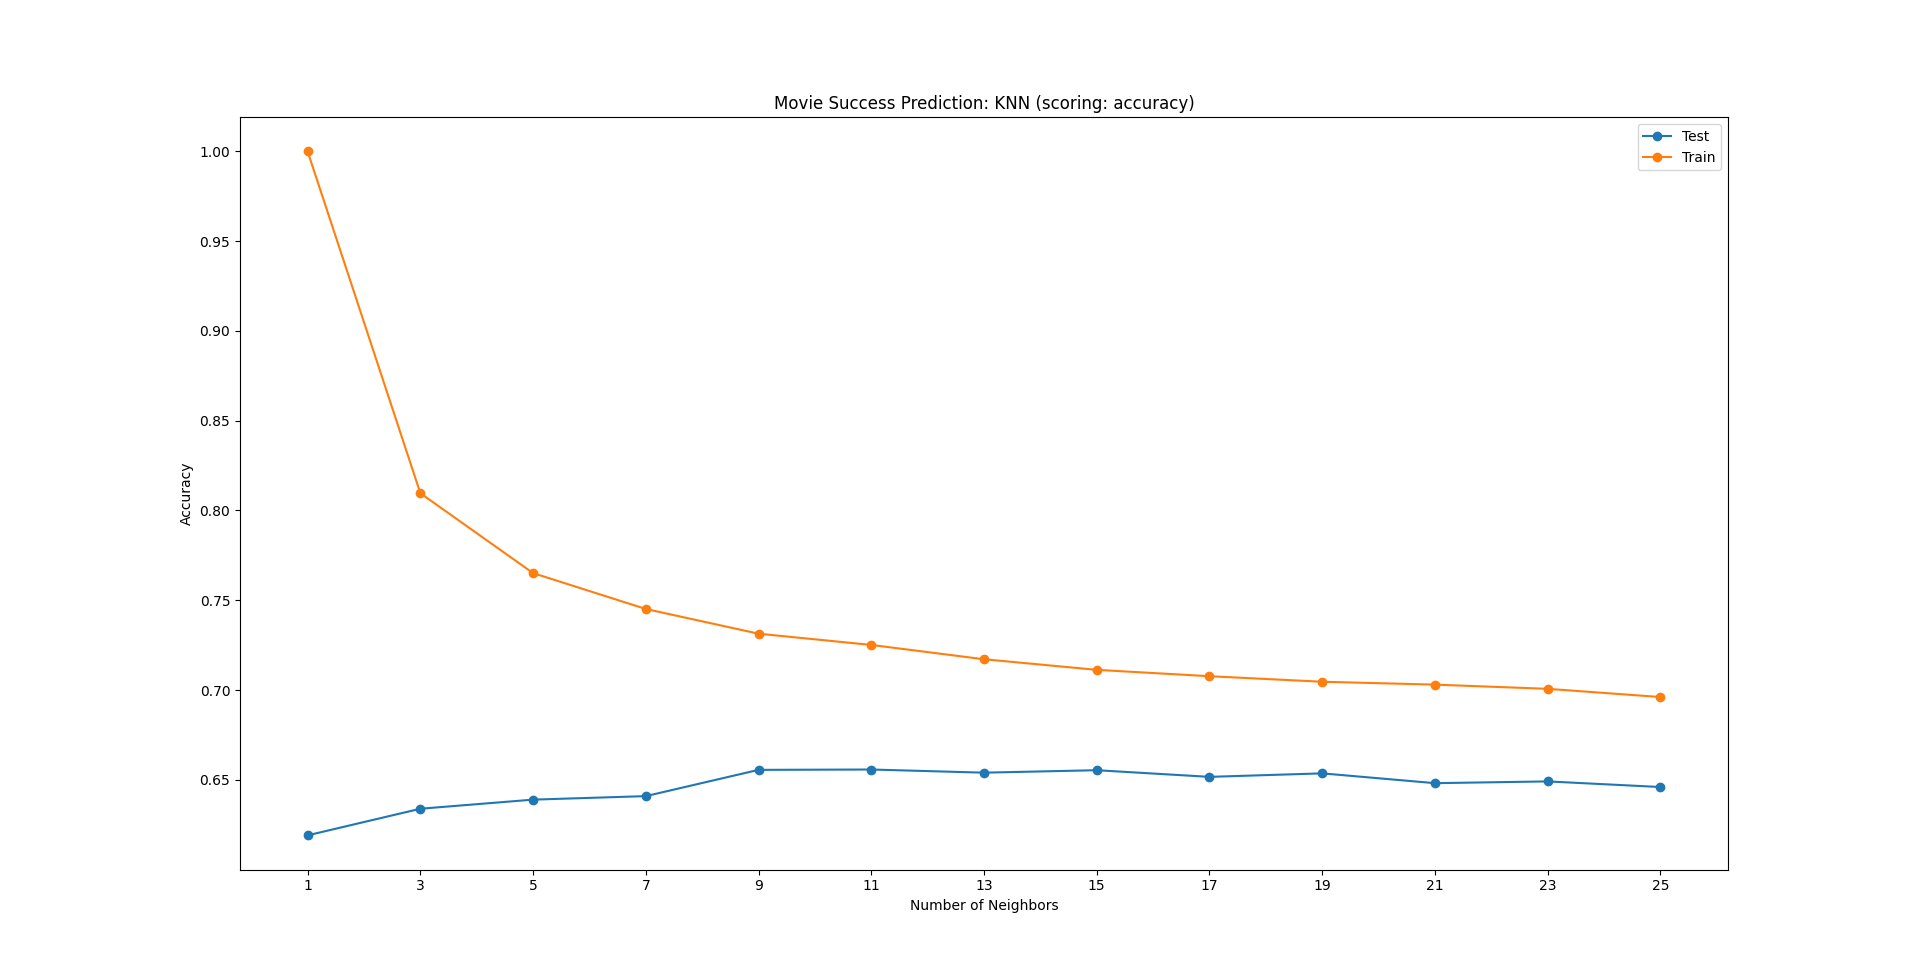 Movie Success Prediction: KNN (scoring: accuracy)
Test
Train
1.00
0.95
0.90
0.85
0.80
0.75
0.70
0.65
Accuracy
1 3 5 7 9 11 13 15 17 19 21 23 25
Number of Neighbors